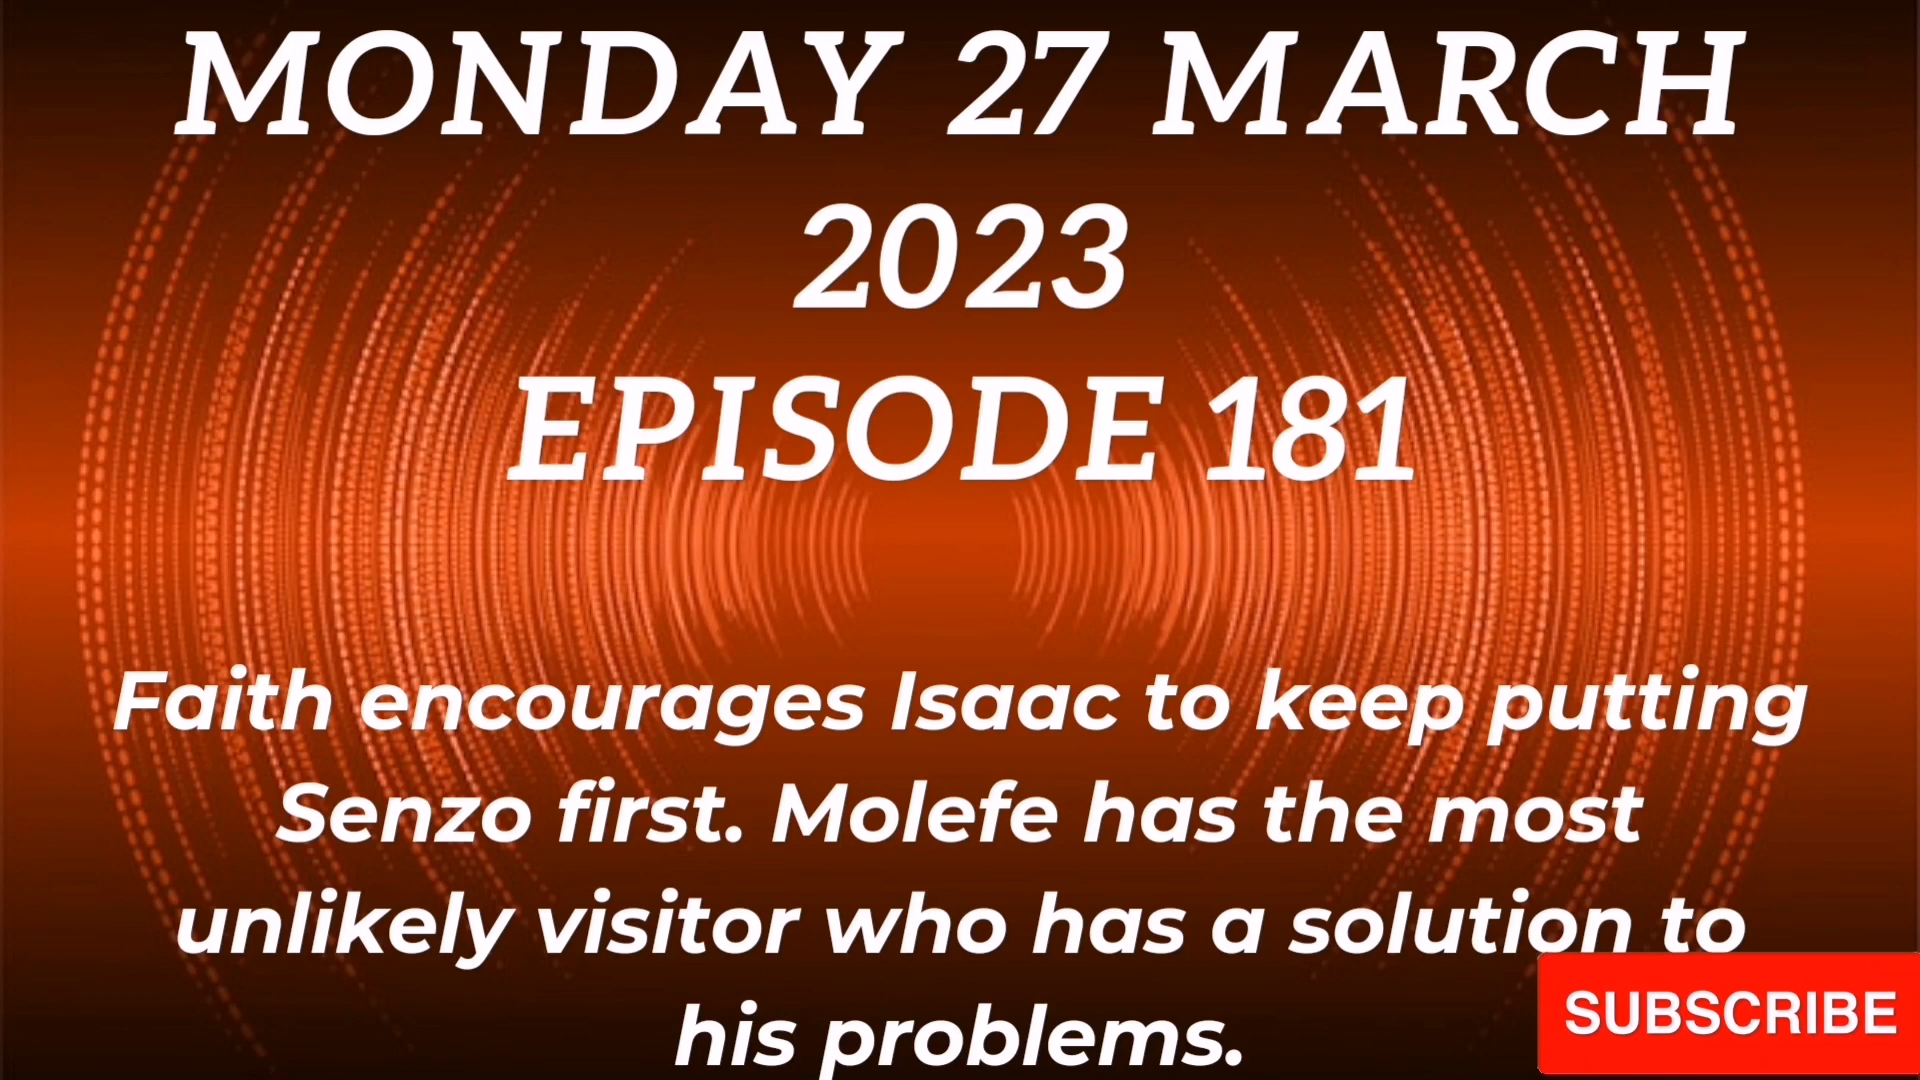 MONDAY 27 MARCH
2023
EPISODE 181
Faith encourages Isaac to keep putting
Senzo first. Molefe has the most
unlikely visitor who has a solution to
his problems.
SUBSCRIBE